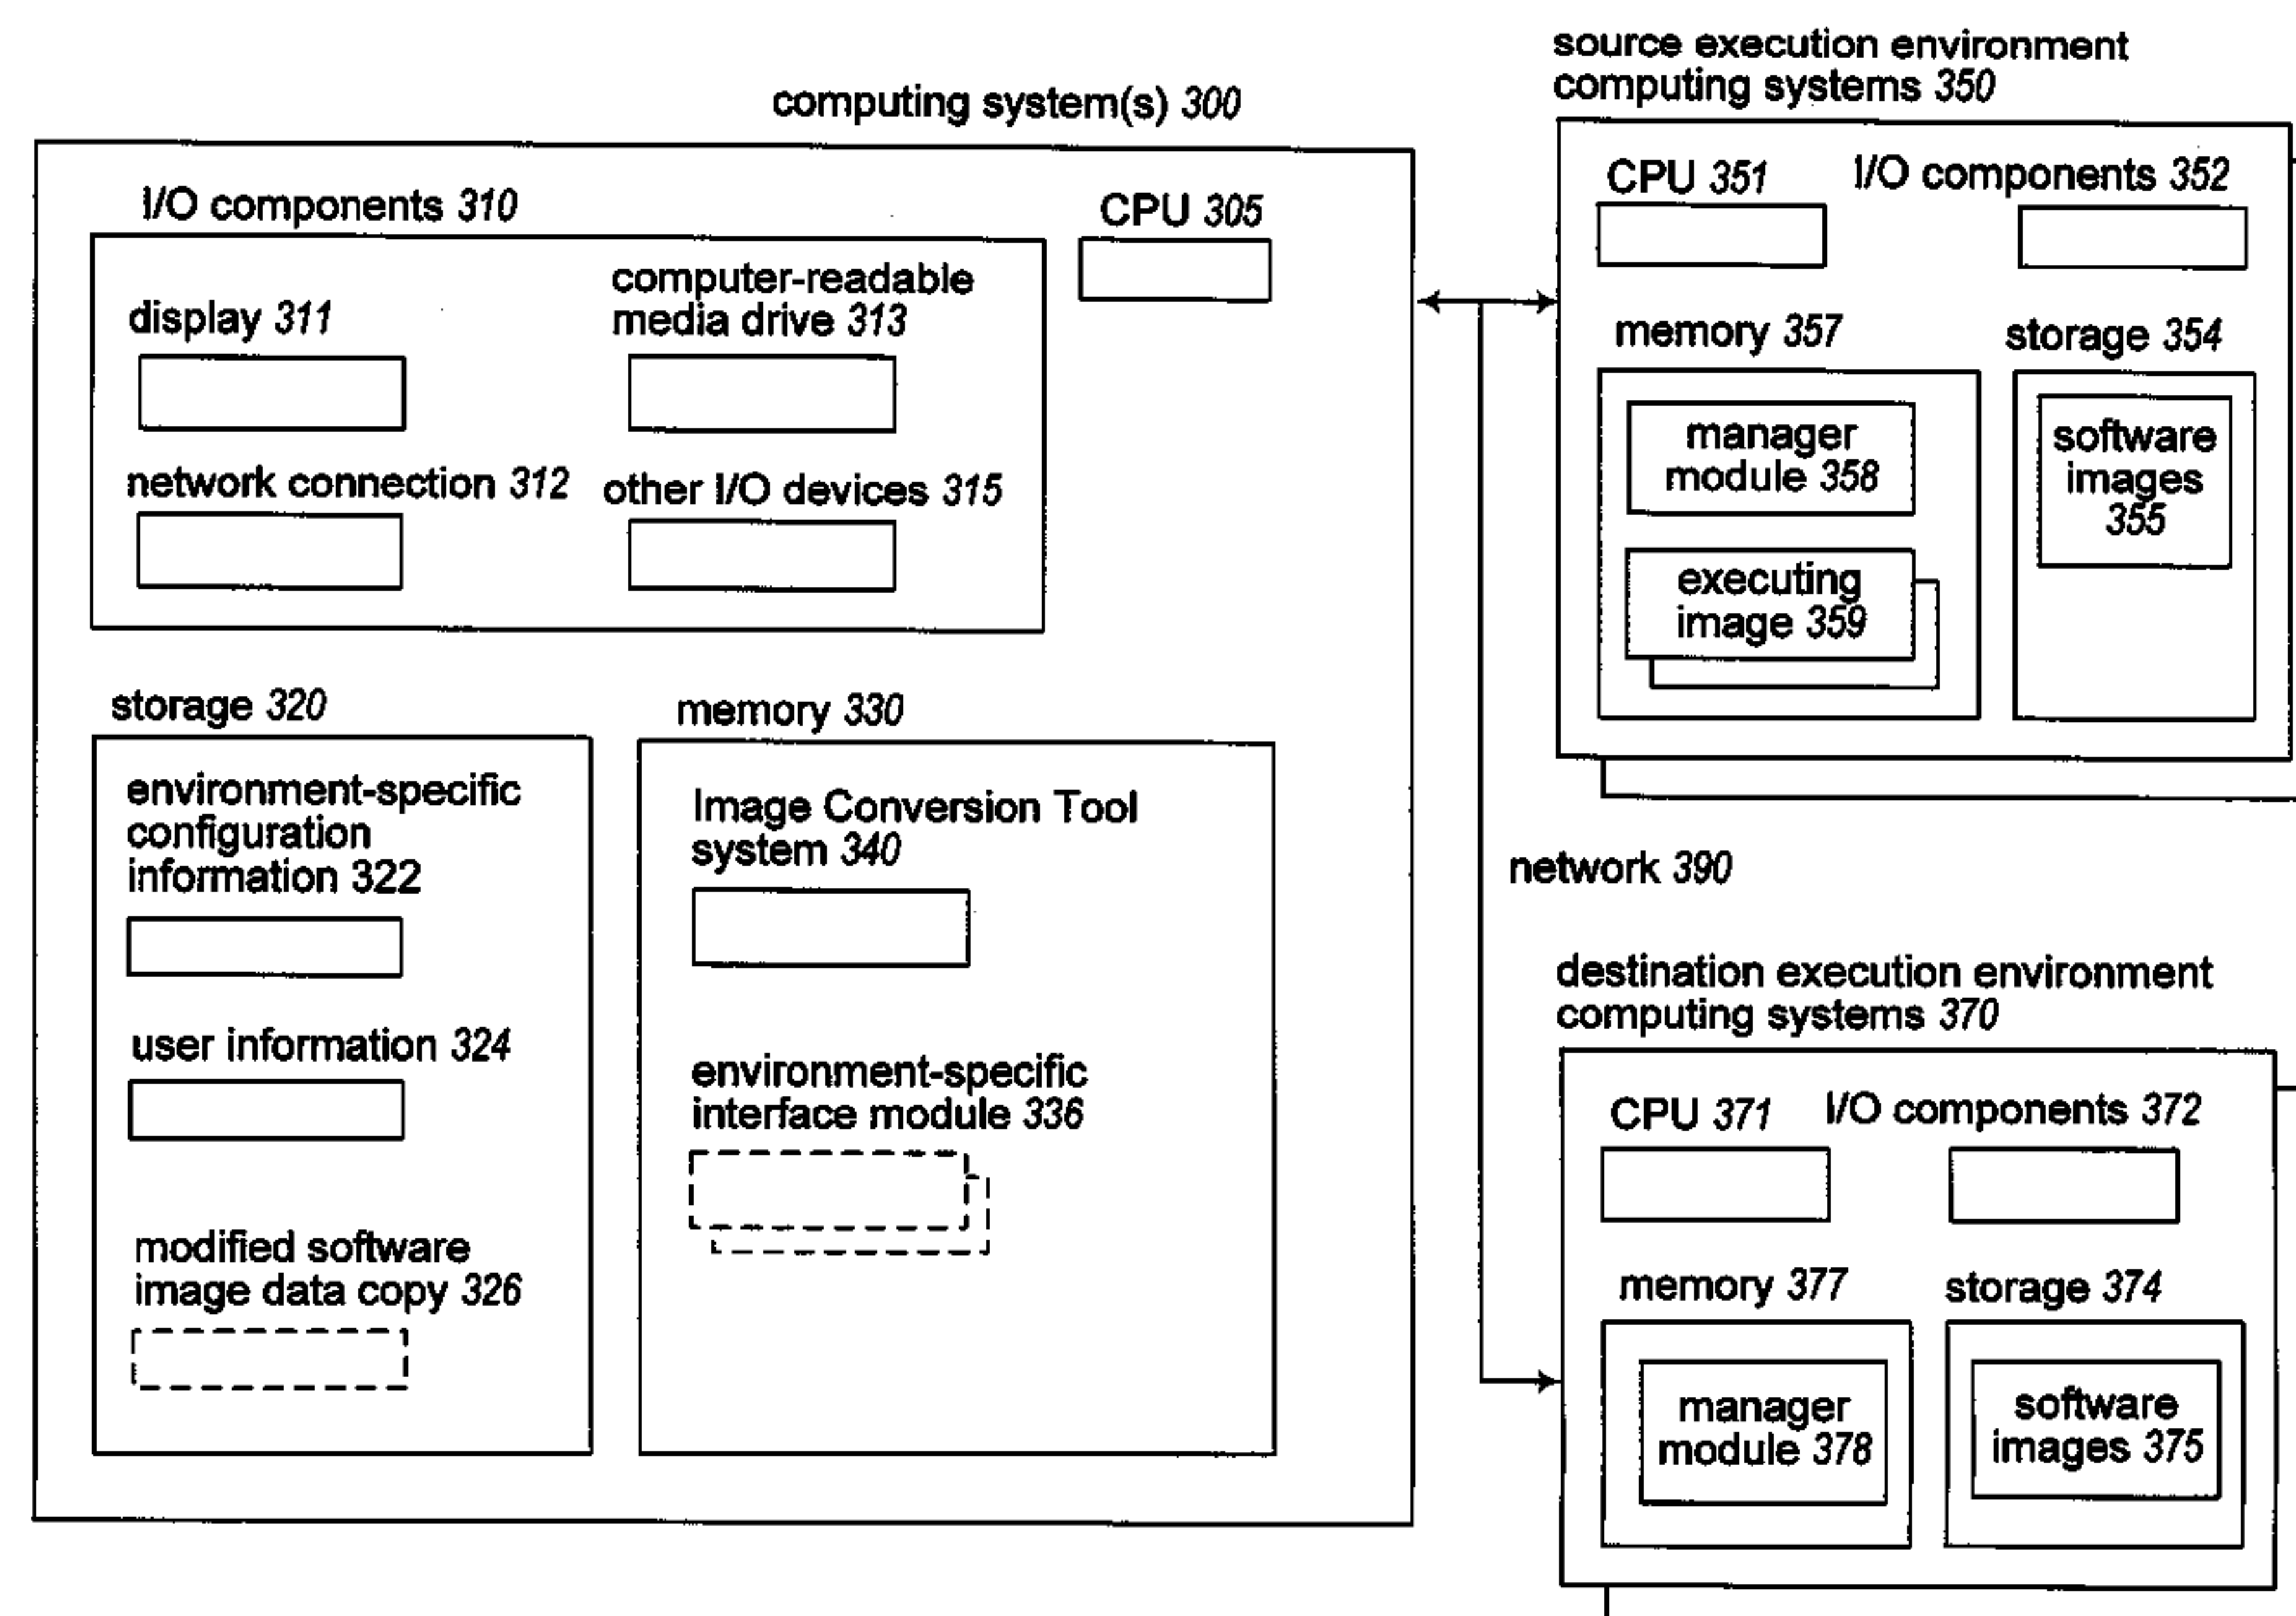 computing system(s) 300
I/O components 310
CPU 305
display 311
computer-readable
media drive 313
network connection 312
other I/O devices 315
storage 320
environment-specific
configuration
information 322
user information 324
modified software
image data copy 326
memory 330
Image Conversion Tool
system 340
environment-specific
interface module 336
source execution environment
computing systems 350
CPU 351
I/O components 352
memory 357
manager
module 358
executing
image 359
storage 354
software
images
355
network 390
destination execution environment
computing systems 370
CPU 371
I/O components 372
memory 377
manager
module 378
storage 374
software
images 375